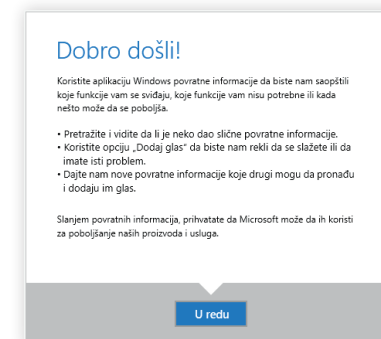 Dobro došli!
Koristite aplikaciju Windows povratne informacije da biste nam saopštili
koje funkcije vam se sviđaju, koje funkcije vam nisu potrebne ili kada
nešto može da se poboljša.
• Pretražite i vidite da li je neko dao slične povratne informacije.
• Koristite opciju „Dodaj glas“ da biste nam rekli da se slažete ili da
imate isti problem.
• Dajte nam nove povratne informacije koje drugi mogu da pronađu
i dodaju im glas.
Slanjem povratnih informacija, prihvatate da Microsoft može da ih koristi
za poboljšanje naših proizvoda i usluga.
U redu